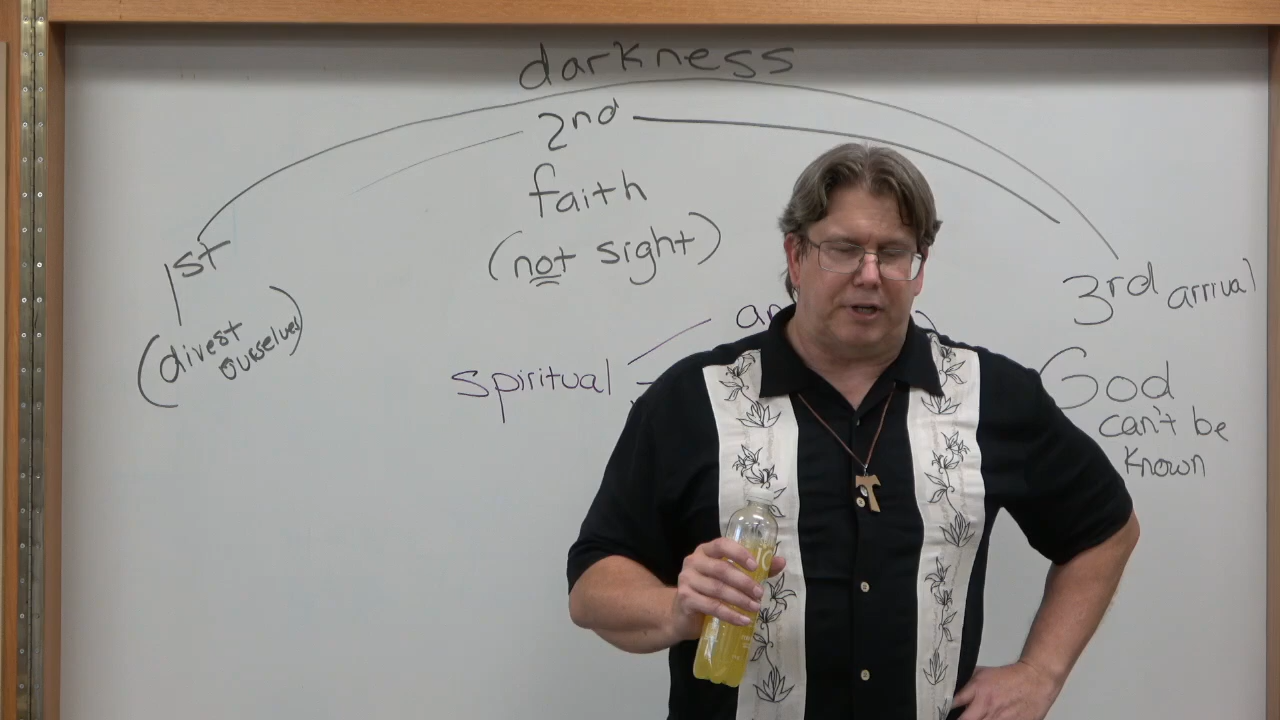 darkness
2nd
faith
(not sight)
1st
(divest
ourselves)
3rd arrival
God
can't be
known
spiritual